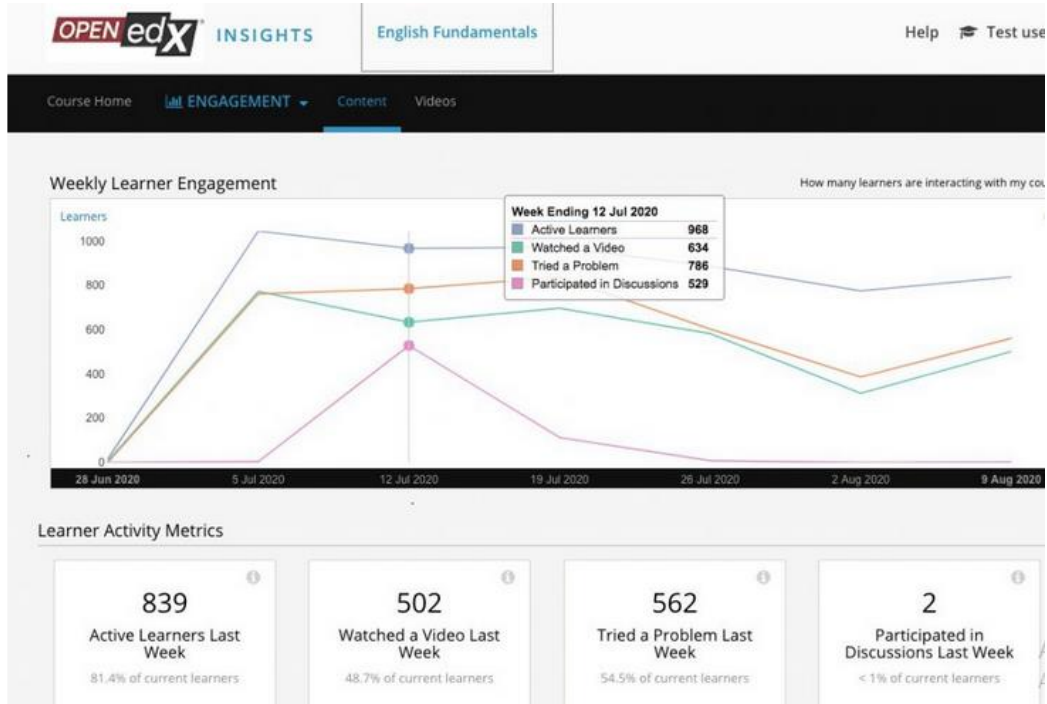 OPEN edX INSIGHTS English Fundamentals Help Test use
Course Home ENGAGEMENT Content Videos
Weekly Learner Engagement
How many learners are interacting with my cou
Learners
1000
800
600
400
200
0
Week Ending 12 Jul 2020
Active Learners 968
Watched a Video 634
Tried a Problem 786
Participated in Discussions 529
28 Jun 2020 5 Jul 2020 12 Jul 2020 19 Jul 2020 26 Jul 2020 2 Aug 2020 9 Aug 2020
Learner Activity Metrics
839
Active Learners Last
Week
81.4% of current learners
502
Watched a Video Last
Week
48.7% of current learners
562
Tried a Problem Last
Week
54.5% of current learners
2
Participated in
Discussions Last Week
< 1% of current learners